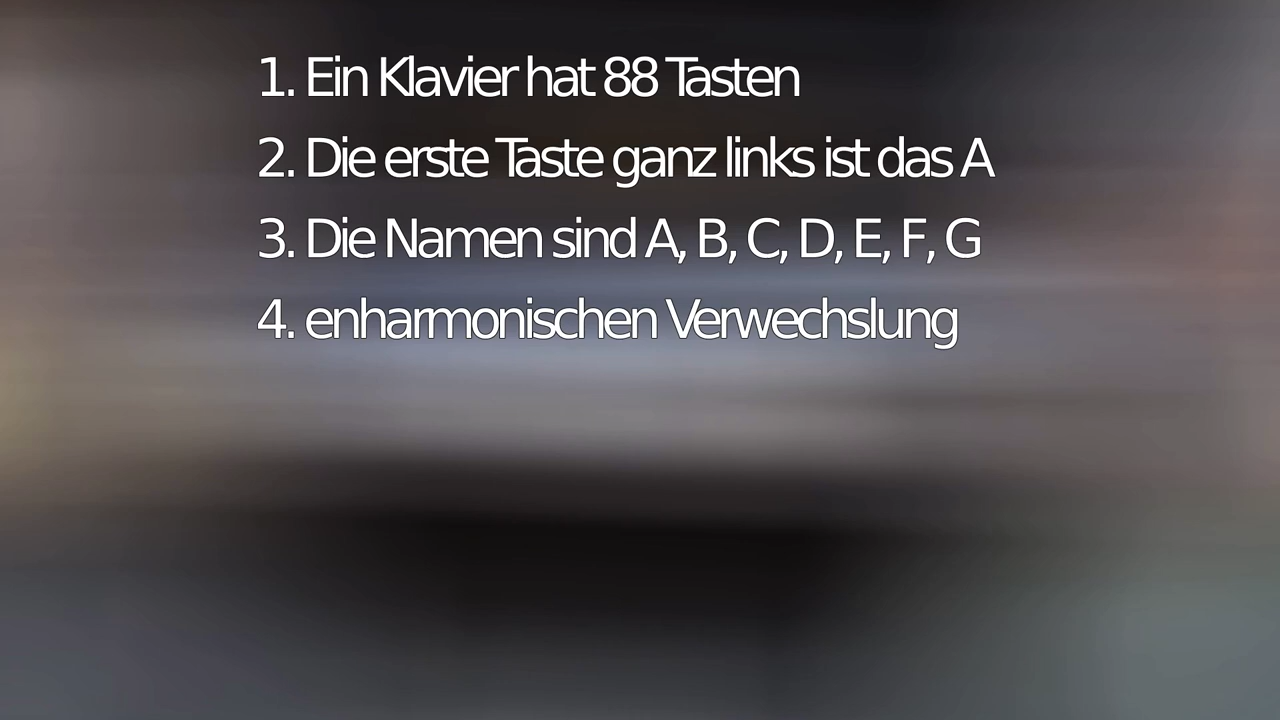 1. Ein Klavier hat 88 Tasten
2. Die erste Taste ganz links ist das A
3. Die Namen sind A, B, C, D, E, F, G
4. enharmonischen Verwechslung